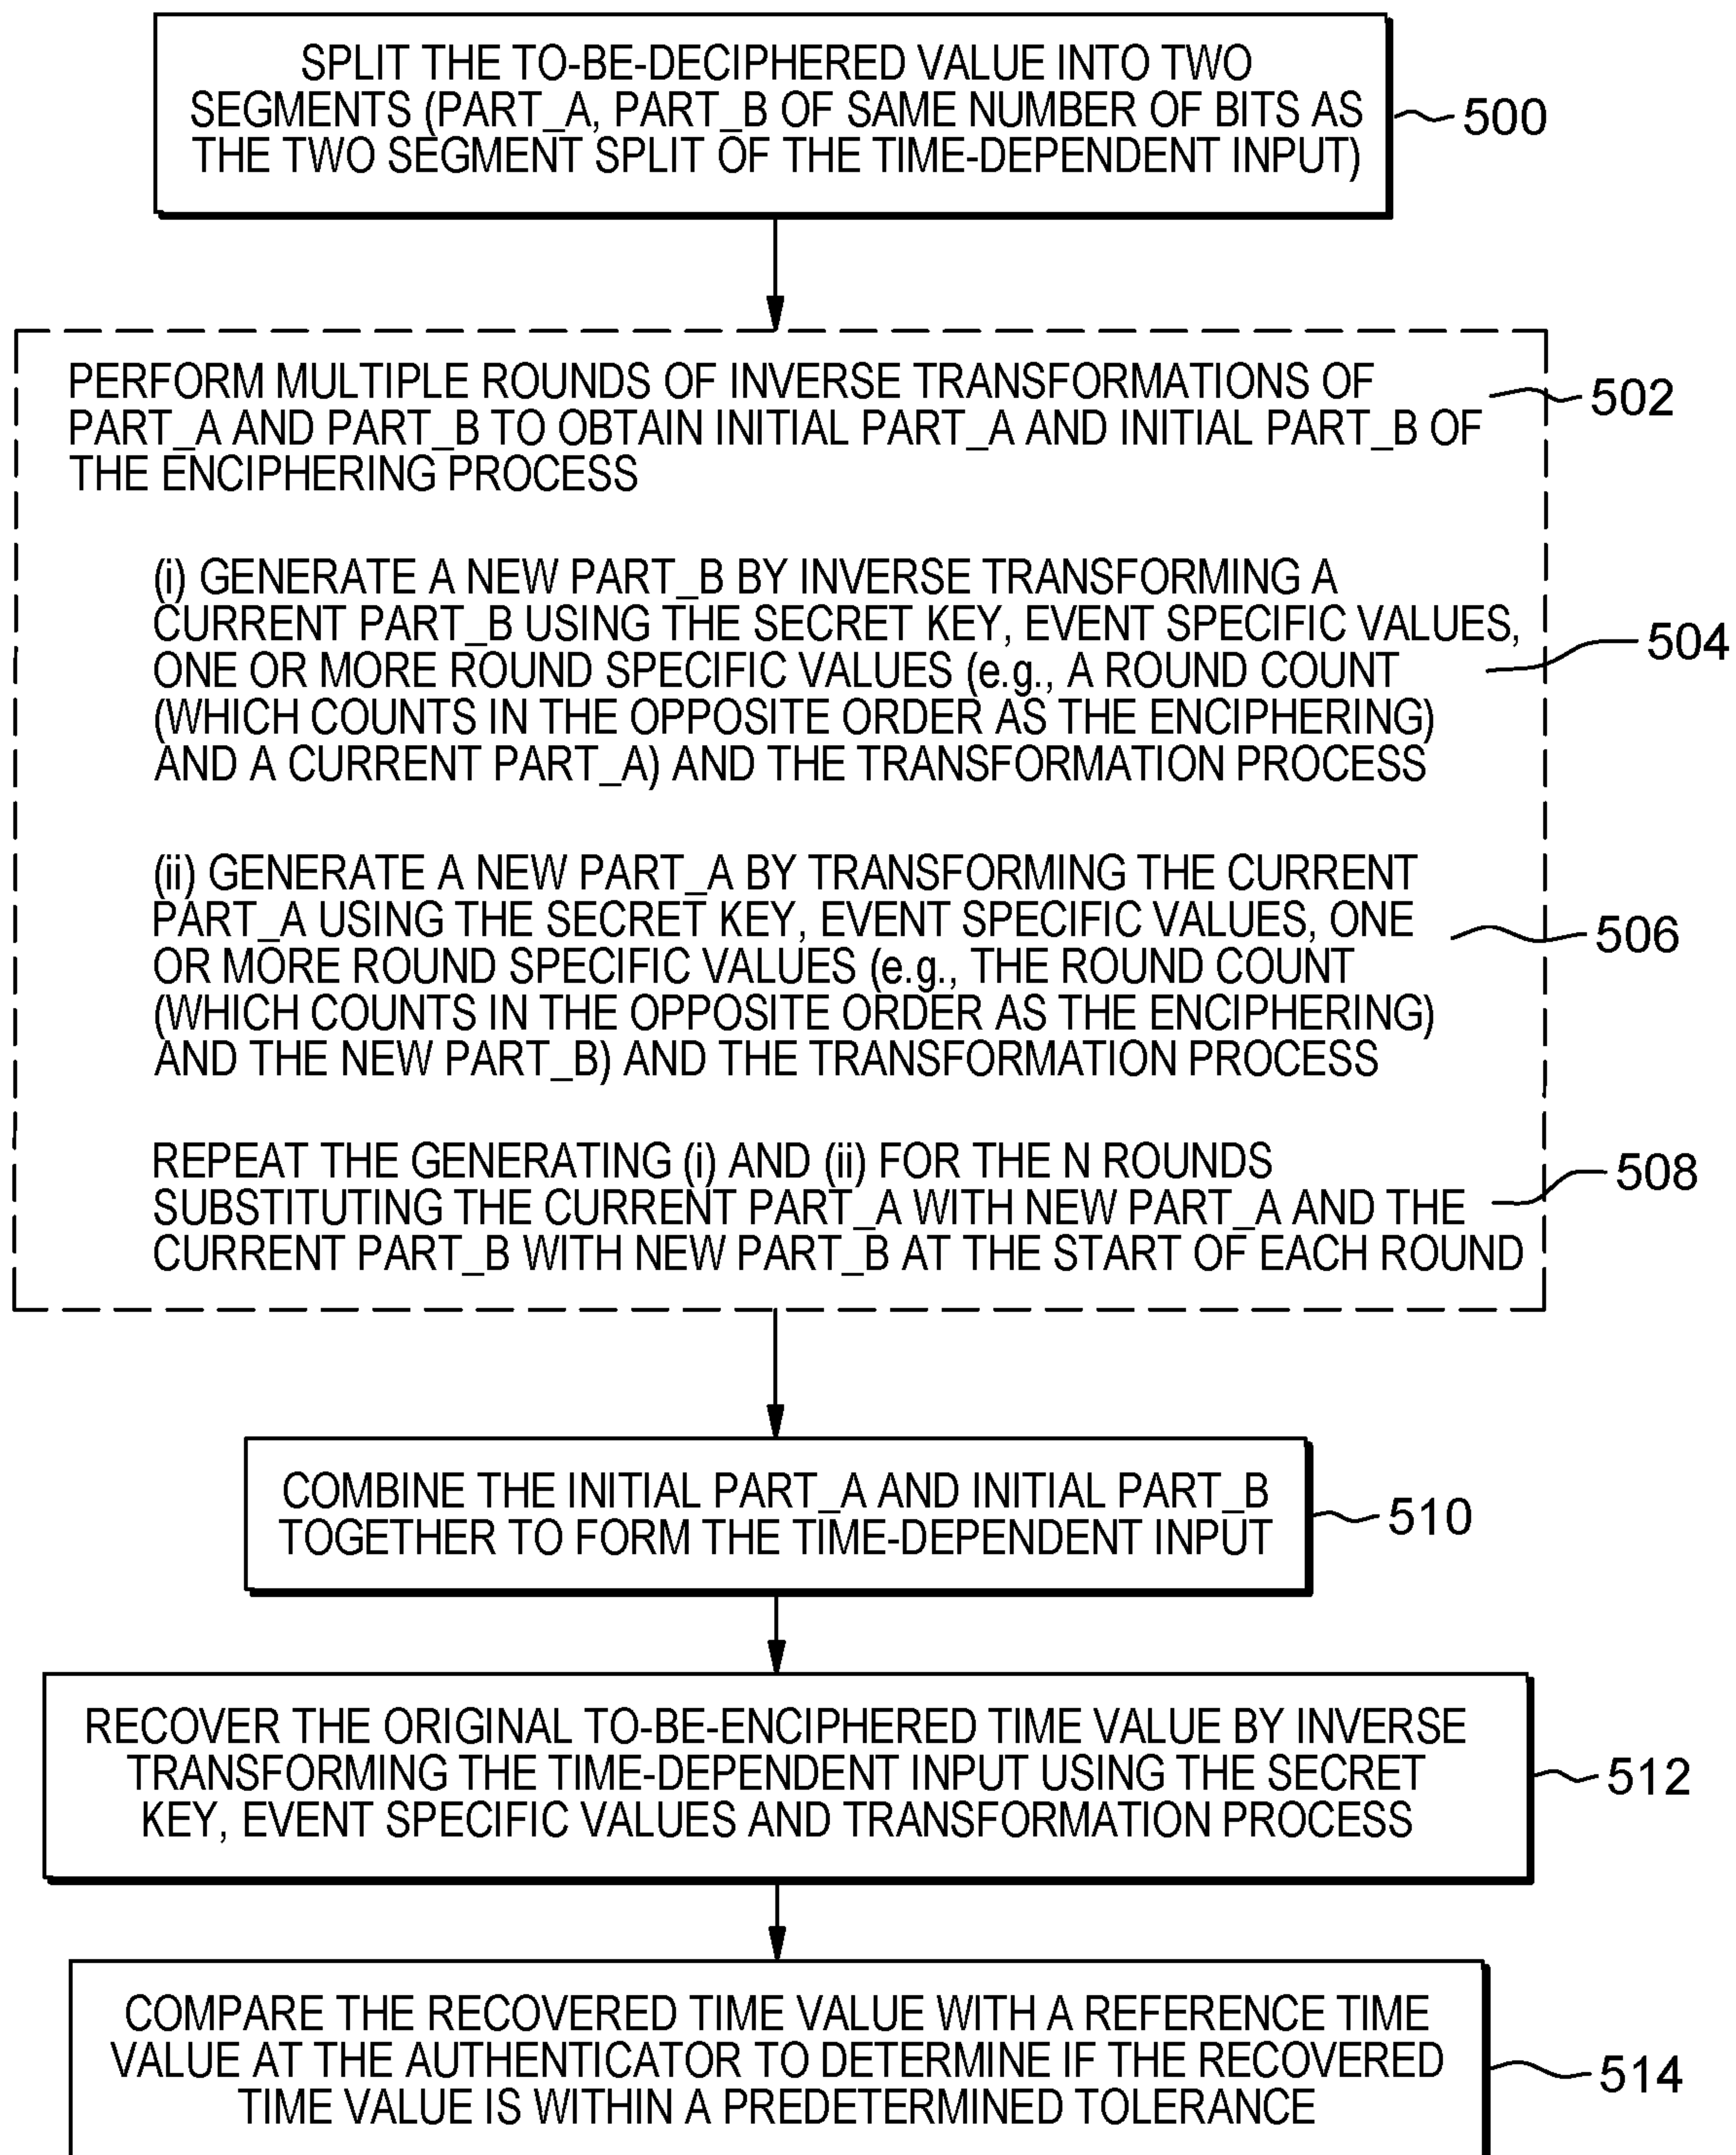 SPLIT THE TO-BE-DECIPHERED VALUE INTO TWO
SEGMENTS (PART_A, PART_B OF SAME NUMBER OF BITS AS
THE TWO SEGMENT SPLIT OF THE TIME-DEPENDENT INPUT)
500
PERFORM MULTIPLE ROUNDS OF INVERSE TRANSFORMATIONS OF
PART_A AND PART_B TO OBTAIN INITIAL PART_A AND INITIAL PART_B OF
THE ENCIPHERING PROCESS
502
(i) GENERATE A NEW PART_B BY INVERSE TRANSFORMING A
CURRENT PART_B USING THE SECRET KEY, EVENT SPECIFIC VALUES,
ONE OR MORE ROUND SPECIFIC VALUES (e.g., A ROUND COUNT
(WHICH COUNTS IN THE OPPOSITE ORDER AS THE ENCIPHERING)
AND A CURRENT PART_A) AND THE TRANSFORMATION PROCESS
504
(ii) GENERATE A NEW PART_A BY TRANSFORMING THE CURRENT
PART_A USING THE SECRET KEY, EVENT SPECIFIC VALUES, ONE
OR MORE ROUND SPECIFIC VALUES (e.g., THE ROUND COUNT
(WHICH COUNTS IN THE OPPOSITE ORDER AS THE ENCIPHERING)
AND THE NEW PART_B) AND THE TRANSFORMATION PROCESS
506
REPEAT THE GENERATING (i) AND (ii) FOR THE N ROUNDS
SUBSTITUTING THE CURRENT PART_A WITH NEW PART_A AND THE
CURRENT PART_B WITH NEW PART_B AT THE START OF EACH ROUND
508
COMBINE THE INITIAL PART_A AND INITIAL PART_B
TOGETHER TO FORM THE TIME-DEPENDENT INPUT
510
RECOVER THE ORIGINAL TO-BE-ENCIPHERED TIME VALUE BY INVERSE
TRANSFORMING THE TIME-DEPENDENT INPUT USING THE SECRET
KEY, EVENT SPECIFIC VALUES AND TRANSFORMATION PROCESS
512
COMPARE THE RECOVERED TIME VALUE WITH A REFERENCE TIME
VALUE AT THE AUTHENTICATOR TO DETERMINE IF THE RECOVERED
TIME VALUE IS WITHIN A PREDETERMINED TOLERANCE
514